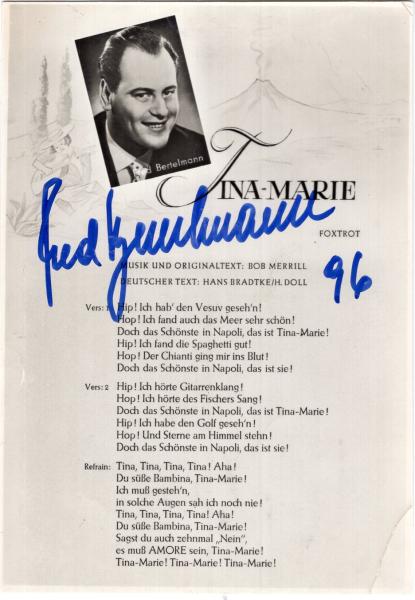 Bertelmann
TINA-MARIE
FOXTROT
Fred Bertelmann
96
MUSIK UND ORIGINALTEXT: BOB MERRILL
DEUTSCHER TEXT: HANS BRADTKE/H. DOLL
Vers: 1 Hip! Ich hab' den Vesuv geseh'n!
Hop! Ich fand auch das Meer sehr schön!
Doch das Schönste in Napoli, das ist Tina-Marie!
Hip! Ich fand die Spaghetti gut!
Hop! Der Chianti ging mir ins Blut!
Doch das Schönste in Napoli, das ist sie!
Vers: 2 Hip! Ich hörte Gitarrenklang!
Hop! Ich hörte des Fischers Sang!
Doch das Schönste in Napoli, das ist Tina-Marie!
Hip! Ich habe den Golf geseh'n!
Hop! Und Sterne am Himmel stehn!
Doch das Schönste in Napoli, das ist sie!
Refrain: Tina, Tina, Tina, Tina! Aha!
Du süße Bambina, Tina-Marie!
Ich muß gesteh'n,
in solche Augen sah ich noch nie!
Tina, Tina, Tina, Tina! Aha!
Du süße Bambina, Tina-Marie!
Sagst du auch zehnmal „Nein",
es muß AMORE sein, Tina-Marie!
Tina-Marie! Tina-Marie! Tina-Marie!